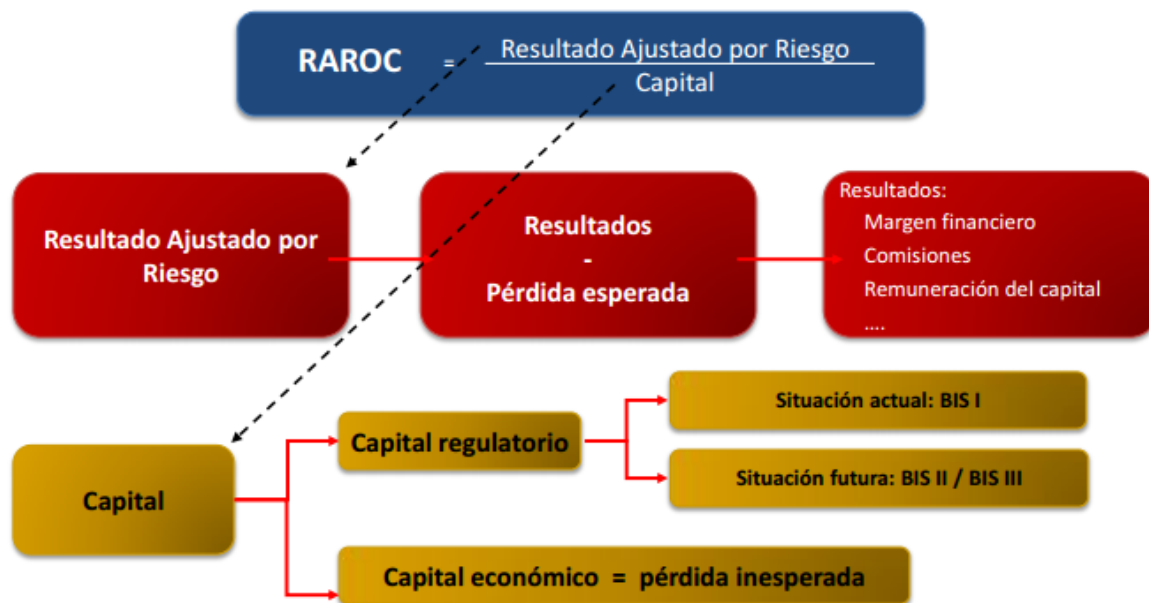 RAROC = Resultado Ajustado por Riesgo
Capital
Resultado Ajustado por
Riesgo
Resultados
-
Pérdida esperada
Resultados:
Margen financiero
Comisiones
Remuneración del capital
....
Capital
Capital regulatorio
Situación actual: BIS I
Situación futura: BIS II / BIS III
Capital económico = pérdida inesperada